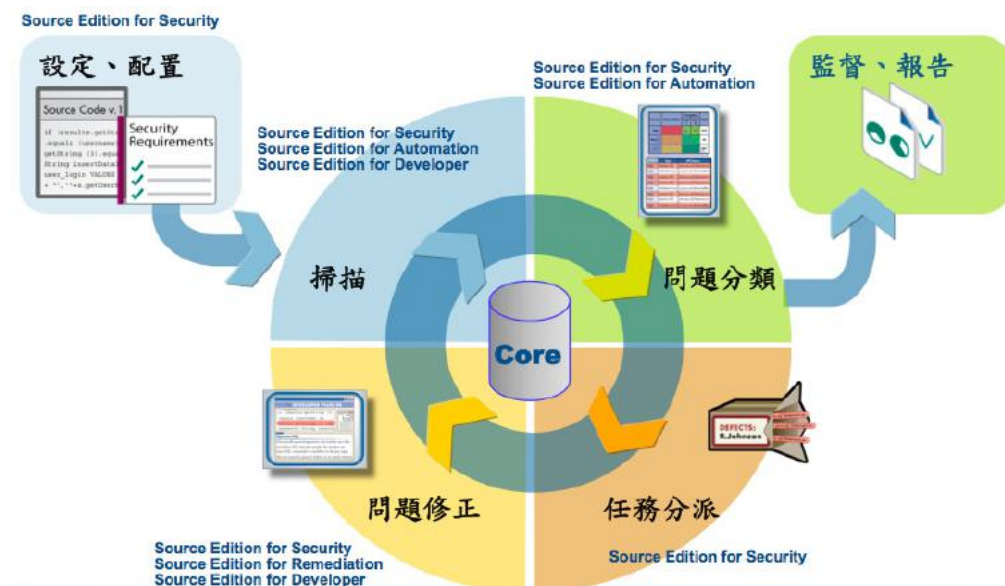 Source Edition for Security
設定、配置
Source Code v. 1
Security
Requirements
Source Edition for Security
Source Edition for Automation
Source Edition for Developer
掃描
Source Edition for Security
Source Edition for Automation
問題分類
監督、報告
Core
問題修正
Source Edition for Security
Source Edition for Remediation
Source Edition for Developer
DEFECTS:
R.Johnson
任務分派
Source Edition for Security